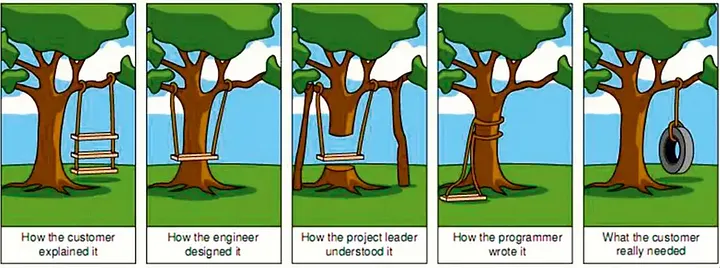 How the customer
explained it
How the engineer
designed it
How the project leader
understood it
How the programmer
wrote it
What the customer
really needed